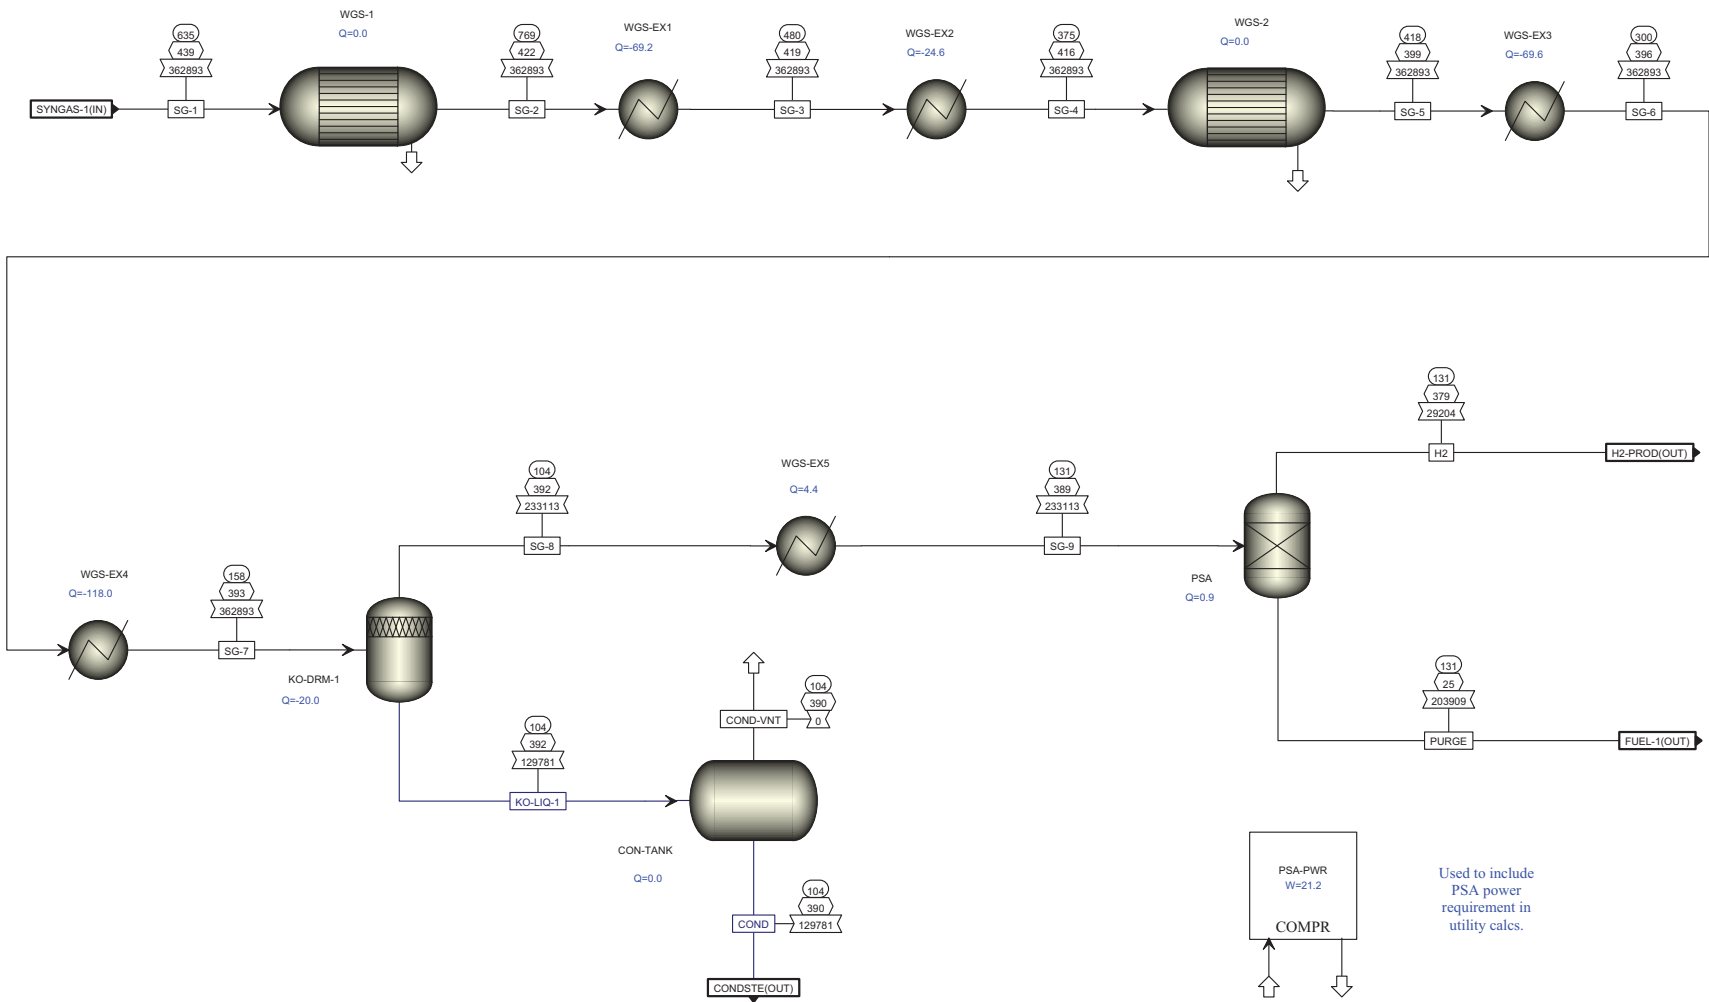 WGS-1
Q=0.0
WGS-EX1
Q=-69.2
WGS-EX2
Q=-24.6
WGS-2
Q=0.0
WGS-EX3
Q=-69.6
635
439
362893
SG-1
769
422
362893
SG-2
480
419
362893
SG-3
375
416
362893
SG-4
418
399
362893
SG-5
300
396
362893
SG-6
SYNGAS-1(IN)
131
379
29204
H2
H2-PROD(OUT)
104
392
233113
SG-8
WGS-EX5
Q=4.4
131
389
233113
SG-9
PSA
Q=0.9
WGS-EX4
Q=-118.0
158
393
362893
SG-7
KO-DRM-1
Q=-20.0
104
390
0
COND-VNT
131
25
203909
PURGE
FUEL-1(OUT)
104
392
129781
KO-LIQ-1
CON-TANK
Q=0.0
104
390
129781
COND
CONDSTE(OUT)
PSA-PWR
W=21.2
COMPR
Used to include
PSA power
requirement in
utility calcs.